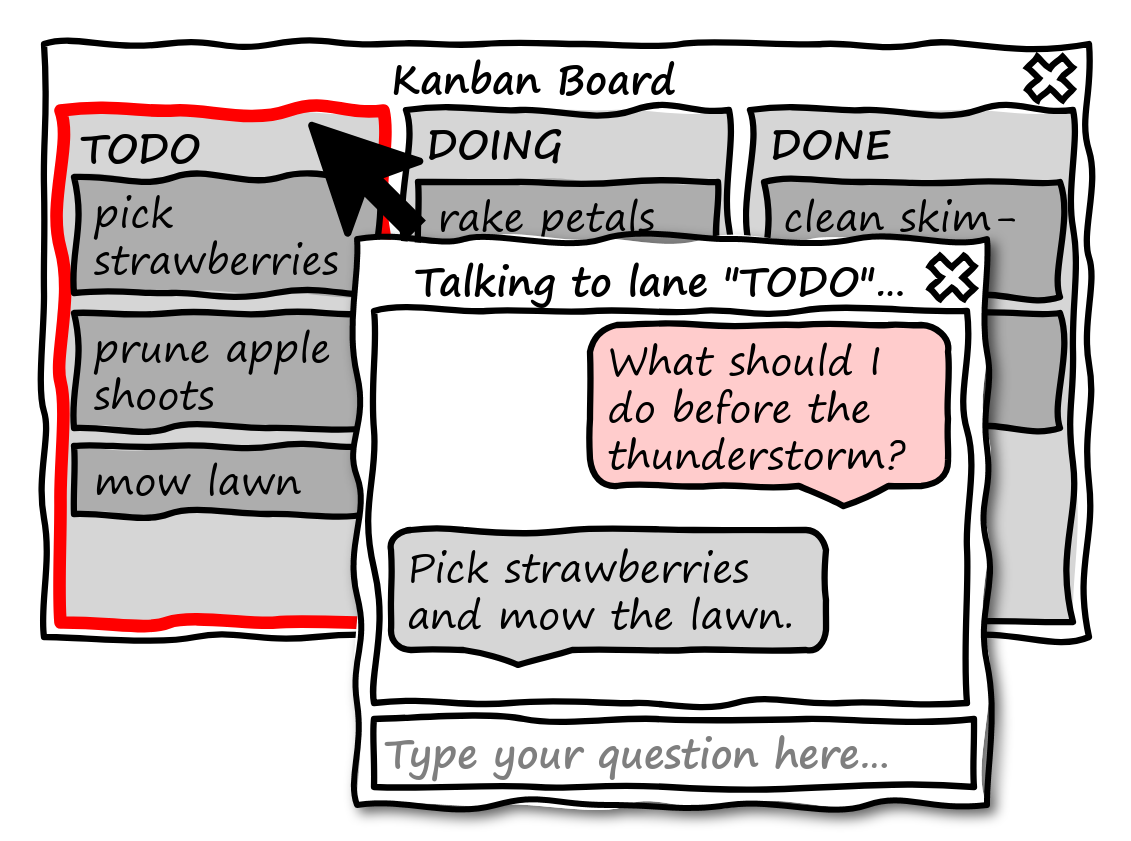 Kanban Board
TODO
pick
strawberries
prune apple
shoots
mow lawn
DOING
rake petals
DONE
clean skim-
Talking to lane "TODO"...
What should I
do before the
thunderstorm?
Pick strawberries
and mow the lawn.
Type your question here...